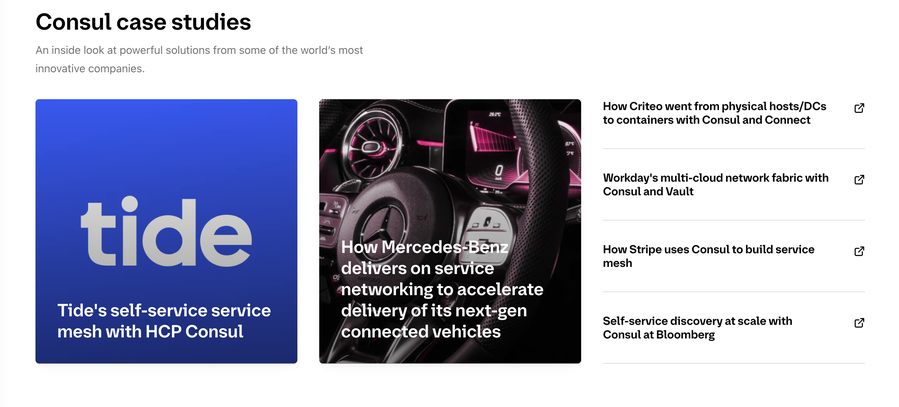 Consul case studies
An inside look at powerful solutions from some of the world's most
innovative companies.
tide
Tide's self-service service
mesh with HCP Consul
How Mercedes-Benz
delivers on service
networking to accelerate
delivery of its next-gen
connected vehicles
How Criteo went from physical hosts/DCs
to containers with Consul and Connect
Workday's multi-cloud network fabric with
Consul and Vault
How Stripe uses Consul to build service
mesh
Self-service discovery at scale with
Consul at Bloomberg